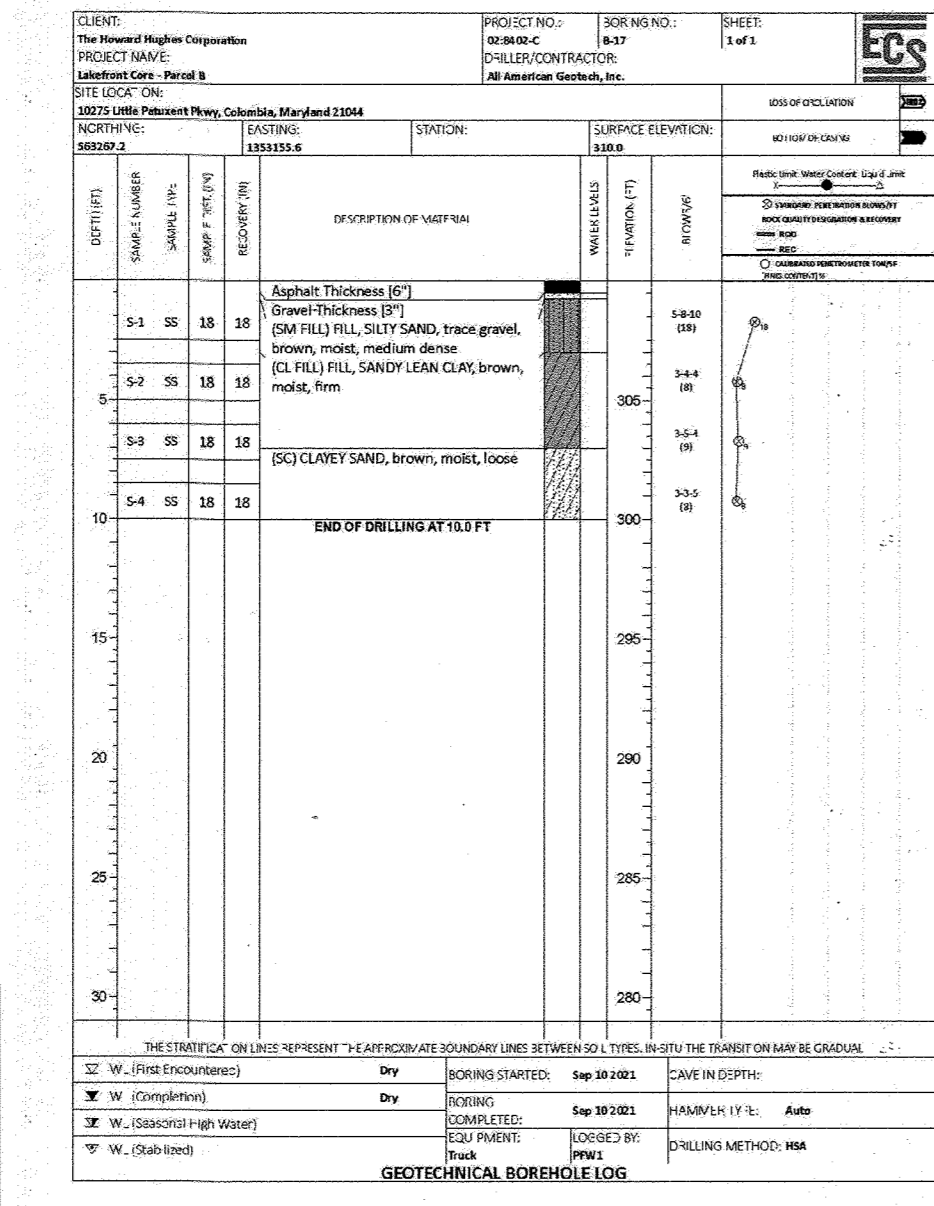 CLIENT: PROJECT NO.: BORING NO.: SHEET:
The Howard Hughes Corporation 02:8402-C B-17 1 of 1
ECS
PROJECT NAME: DRILLER/CONTRACTOR:
Lakefront Core - Parcel B All American Geotech, Inc.
SITE LOCATION:
10275 Little Patuxent Pkwy, Colombia, Maryland 21044
LOSS OF CIRCULATION
NORTHING: EASTING: STATION: SURFACE ELEVATION:
563267.2 1353155.6 310.0
BOTTOM OF CASING
DEPTH (FT)
SAMPLE NUMBER
SAMPLE TYPE
SAMPLE DIST. (IN)
RECOVERY (IN)
DESCRIPTION OF MATERIAL
WATER LEVELS
ELEVATION (FT)
BLOWS/6"
Plastic Limit Water Content Liquid Limit
X △
STANDARD PENETRATION BLOWS/FT
ROCK QUALITY DESIGNATION & RECOVERY
RQD
REC
CALIBRATED PENETROMETER TON/SF
[FINES CONTENT] %
Asphalt Thickness [6"]
Gravel Thickness [3"]
S-1 SS 18 18 (SM FILL) FILL, SILTY SAND, trace gravel,
brown, moist, medium dense
5-8-10
(18)
18
(CL FILL) FILL, SANDY LEAN CLAY, brown,
moist, firm
S-2 SS 18 18
3-4-4
(8)
8
5 305
S-3 SS 18 18
3-5-4
(9)
9
(SC) CLAYEY SAND, brown, moist, loose
S-4 SS 18 18
3-3-5
(8)
8
10 300
END OF DRILLING AT 10.0 FT
15 295
20 290
25 285
30 280
THE STRATIFICATION LINES REPRESENT THE APPROXIMATE BOUNDARY LINES BETWEEN SOIL TYPES. IN-SITU THE TRANSITION MAY BE GRADUAL
WL (First Encountered) Dry BORING STARTED: Sep 10 2021 CAVE IN DEPTH:
WL (Completion) Dry BORING COMPLETED: Sep 10 2021 HAMMER TYPE: Auto
WL (Seasonal High Water)
EQUIPMENT: Truck LOGGED BY: PFW1 DRILLING METHOD: HSA
WL (Stabilized)
GEOTECHNICAL BOREHOLE LOG